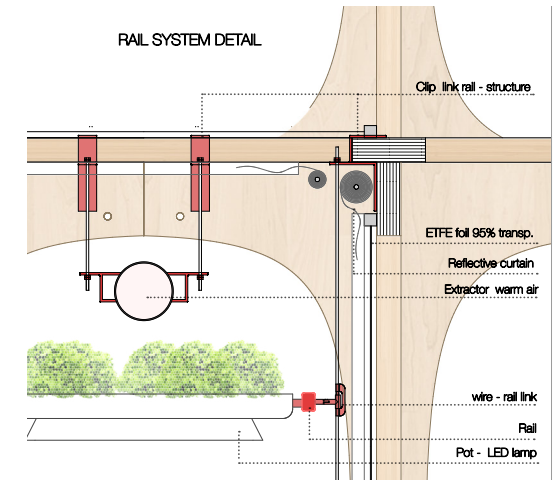 RAIL SYSTEM DETAIL
Clip link rail - structure
ETFE foil 95% transp.
Reflective curtain
Extractor warm air
wire - rail link
Rail
Pot - LED lamp